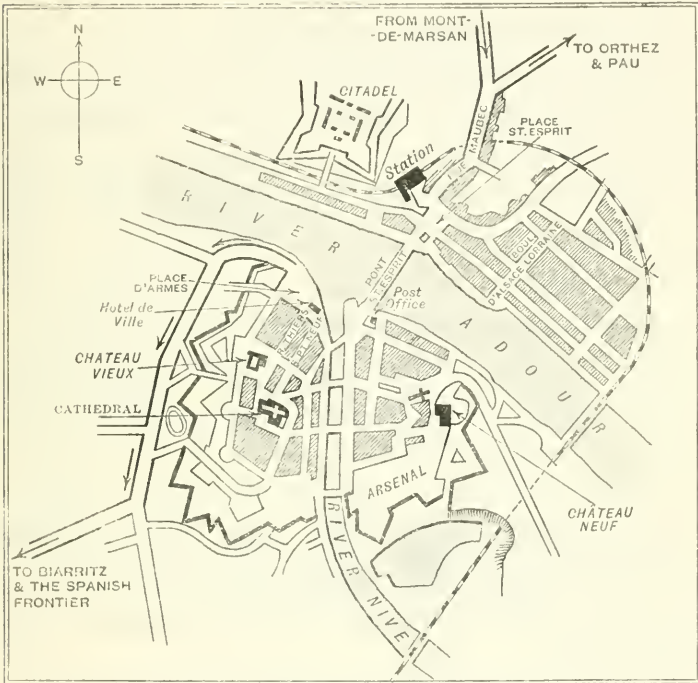 FROM MONT-
-DE-MARSAN
TO ORTHEZ
& PAU
N
W
E
S
CITADEL
PLACE
ST. ESPRIT
MAUBEC
Station
RIVER
ADOUR
BOULD
D'ALSACE LORRAINE
PONT
ST. ESPRIT
PLACE
D'ARMES
Post
Office
Hotel de
Ville
CHATEAU
VIEUX
CATHEDRAL
ARSENAL
CHÂTEAU
NEUF
RIVER NIVE
TO BIARRITZ
& THE SPANISH
FRONTIER